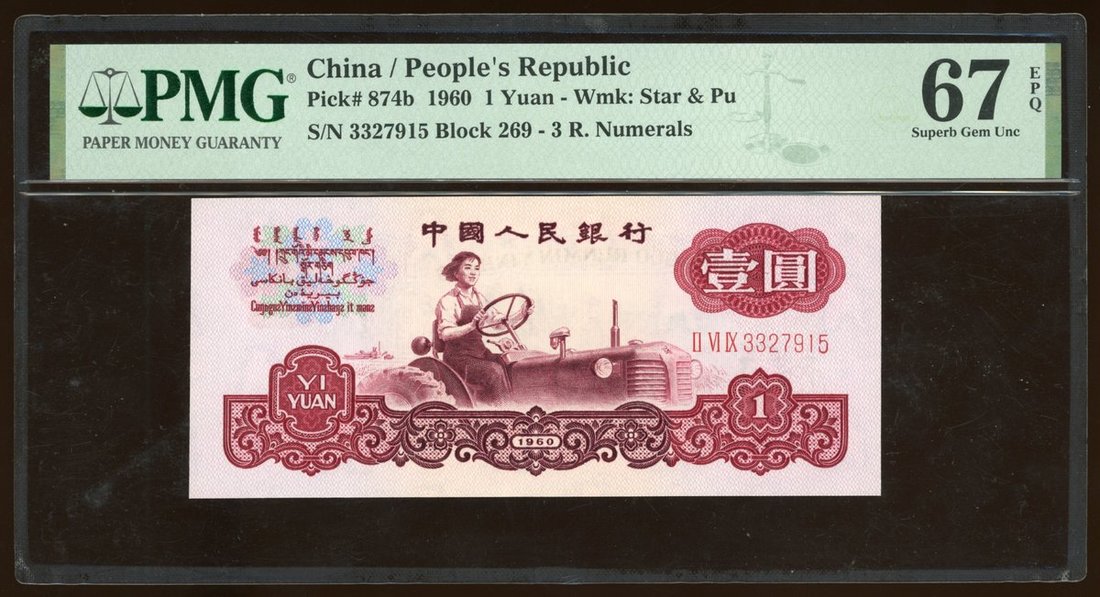 PMG®
PAPER MONEY GUARANTY
China / People's Republic
Pick# 874b 1960 1 Yuan - Wmk: Star & Pu
S/N 3327915 Block 269 - 3 R. Numerals
67
EPQ
Superb Gem Unc
中國人民銀行
壹圓
II VI IX 3327915
YI
YUAN
1960
1